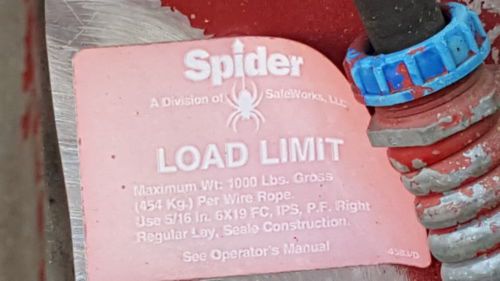 Spider
A Division of SafeWorks, LLC
LOAD LIMIT
Maximum Wt: 1000 Lbs. Gross
(454 Kg.) Per Wire Rope.
Use 5/16 In. 6X19 FC, IPS, P.F. Right
Regular Lay, Seale Construction.
See Operator's Manual